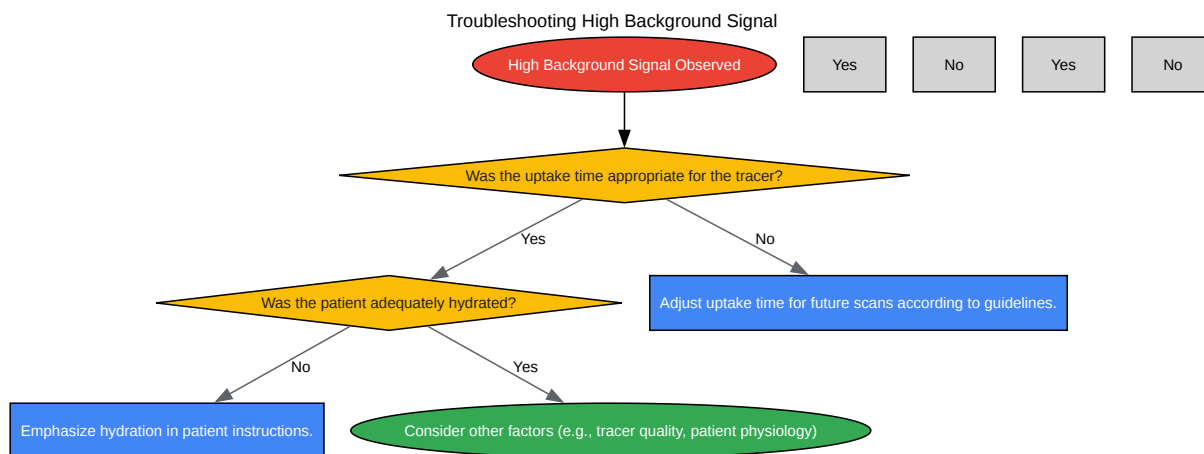 Troubleshooting High Background Signal
High Background Signal Observed
Yes
No
Yes
No
Was the uptake time appropriate for the tracer?
Yes
No
Was the patient adequately hydrated?
Adjust uptake time for future scans according to guidelines.
No
Yes
Emphasize hydration in patient instructions.
Consider other factors (e.g., tracer quality, patient physiology)